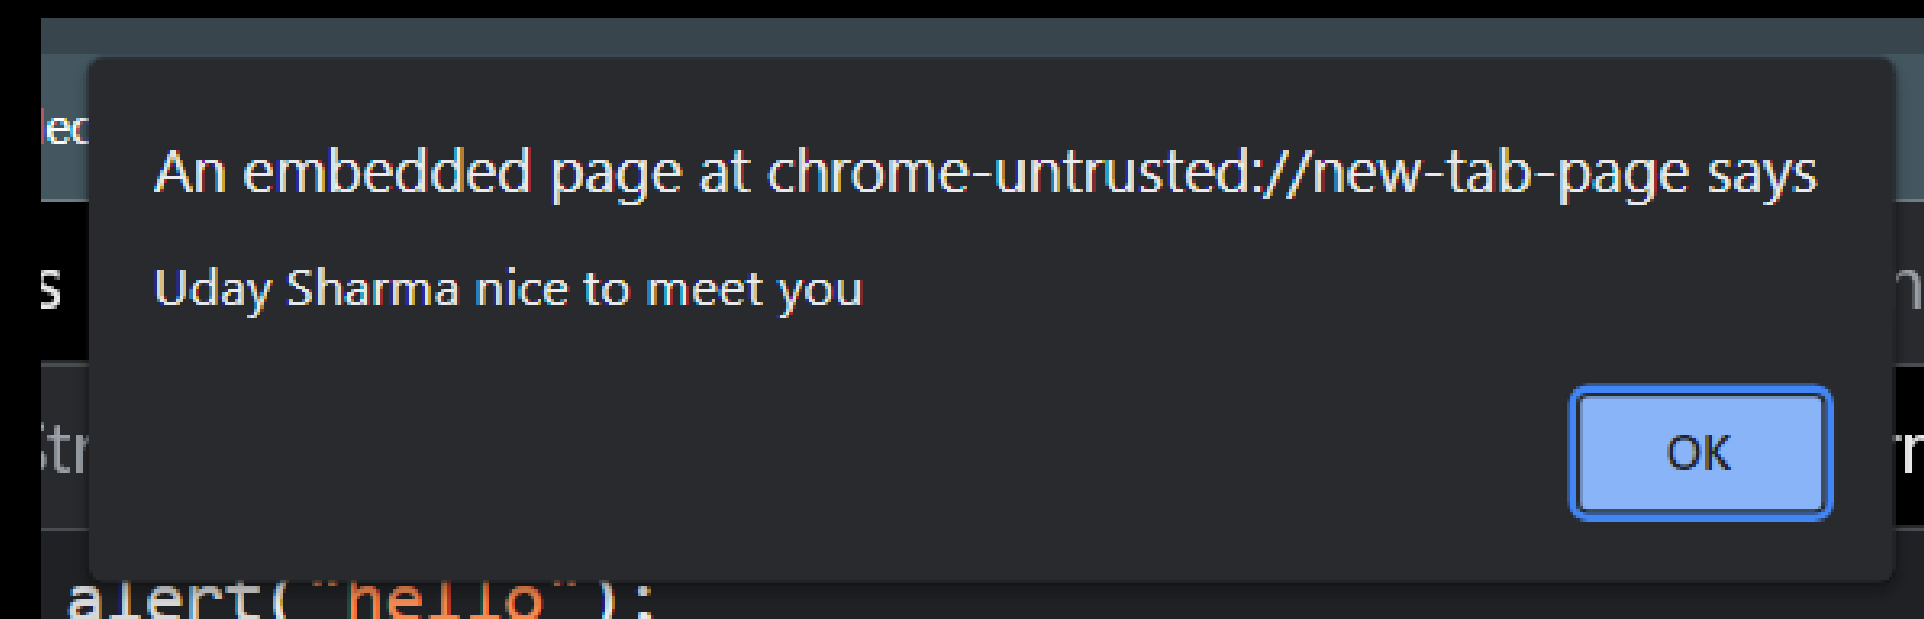 An embedded page at chrome-untrusted://new-tab-page says
Uday Sharma nice to meet you
OK
alert("hello");